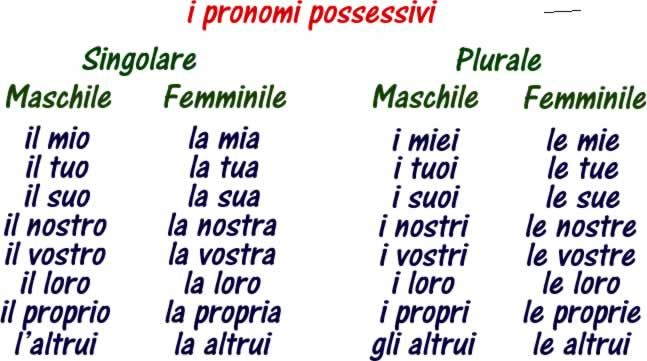 i pronomi possessivi
Singolare Plurale
Maschile Femminile Maschile Femminile
il mio la mia i miei le mie
il tuo la tua i tuoi le tue
il suo la sua i suoi le sue
il nostro la nostra i nostri le nostre
il vostro la vostra i vostri le vostre
il loro la loro i loro le loro
il proprio la propria i propri le proprie
l'altrui la altrui gli altrui le altrui